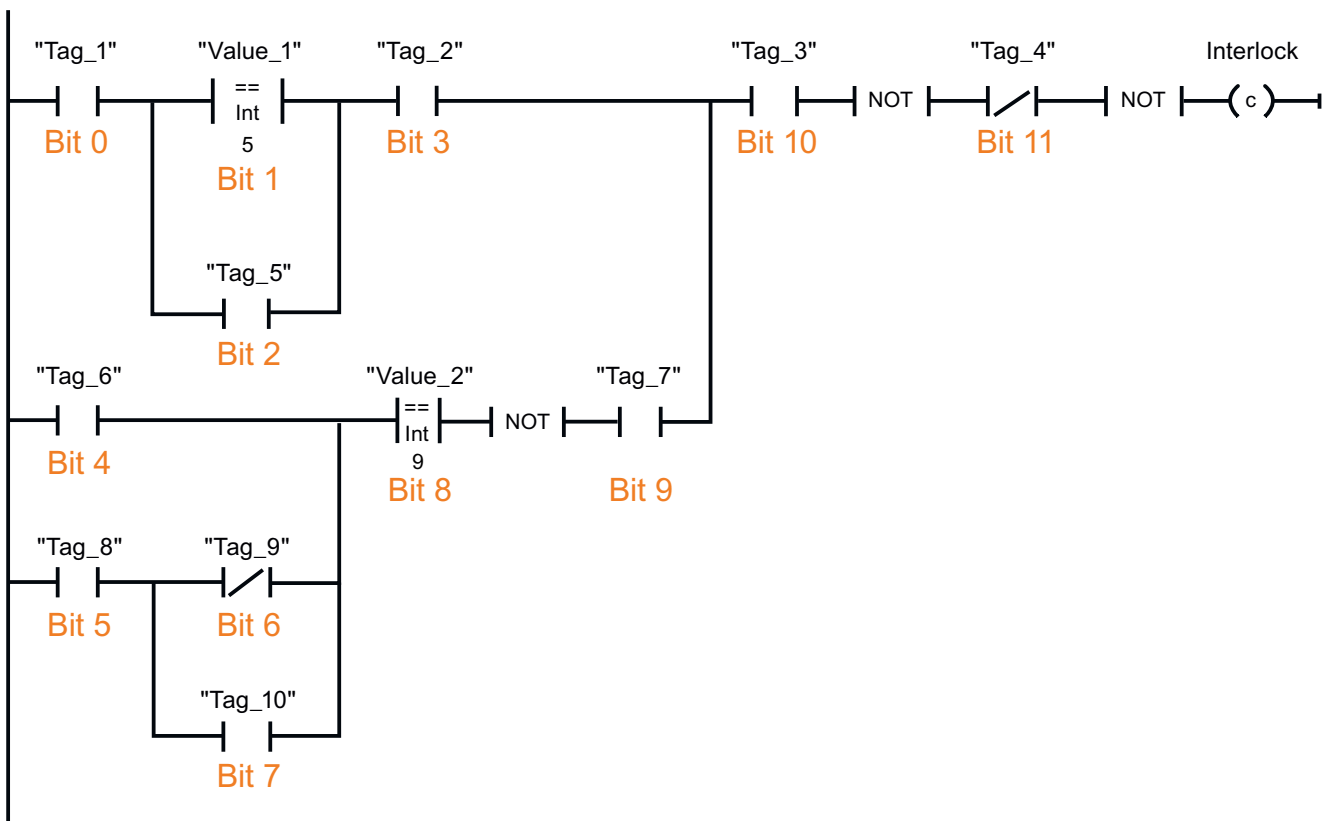 "Tag_1" "Value_1" "Tag_2" "Tag_3" "Tag_4" Interlock
==
Int NOT NOT c
5
Bit 0 Bit 1 Bit 3 Bit 10 Bit 11
"Tag_5"
Bit 2
"Tag_6" "Value_2" "Tag_7"
==
Int NOT
9
Bit 4 Bit 8 Bit 9
"Tag_8" "Tag_9"
Bit 5 Bit 6
"Tag_10"
Bit 7